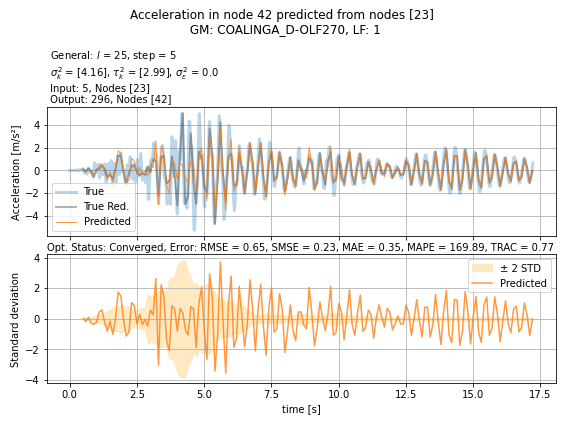 Acceleration in node 42 predicted from nodes [23]
GM: COALINGA_D-OLF270, LF: 1
General: l = 25, step = 5
σ²ₖ = [4.16], τ²ₖ = [2.99], σ²ε = 0.0
Input: 5, Nodes [23]
Output: 296, Nodes [42]
Acceleration [m/s²]
4
2
0
−2
−4
True
True Red.
Predicted
Opt. Status: Converged, Error: RMSE = 0.65, SMSE = 0.23, MAE = 0.35, MAPE = 169.89, TRAC = 0.77
Standard deviation
4
2
0
−2
−4
± 2 STD
Predicted
0.0 2.5 5.0 7.5 10.0 12.5 15.0 17.5
time [s]